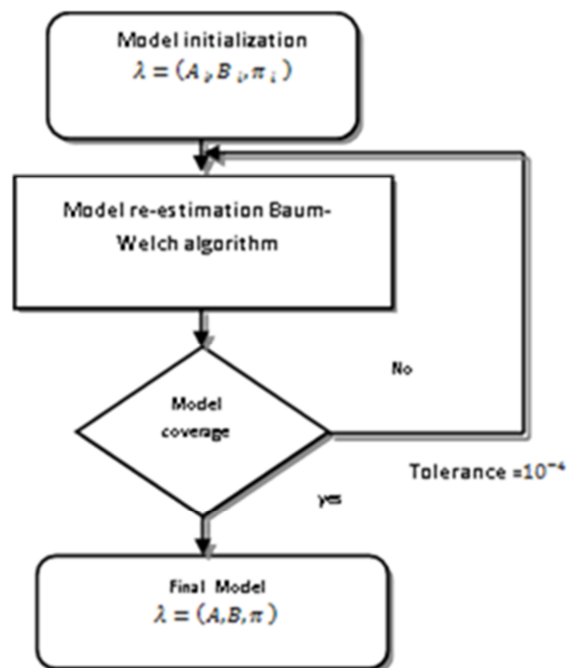 Model initialization
λ = (A i, B i, π i)
Model re-estimation Baum-
Welch algorithm
No
Model
coverage
Tolerance =10⁻⁴
yes
Final Model
λ = (A, B, π)